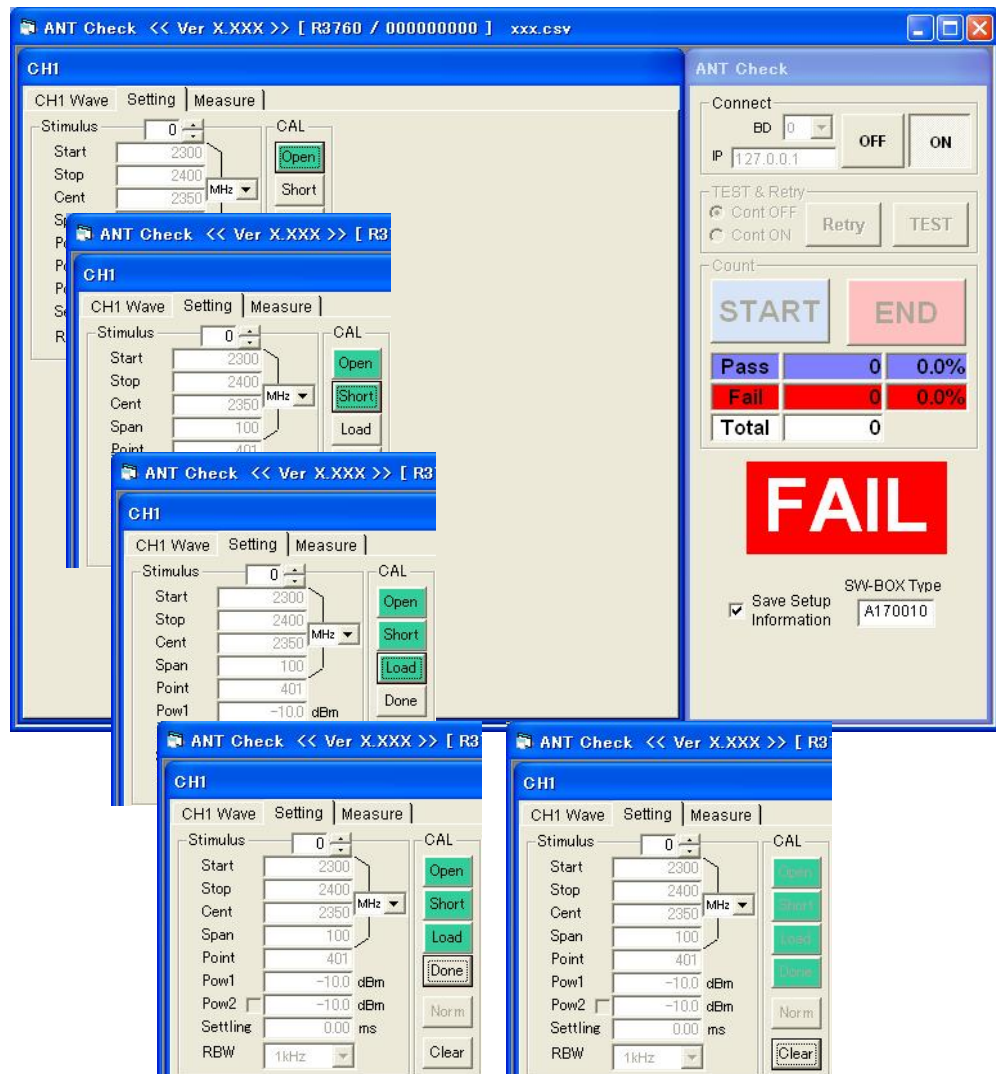 ANT Check << Ver X.XXX >> [ R3760 / 000000000 ] xxx.csv
CH1
CH1 Wave Setting Measure
Stimulus 0 CAL
Start 2300 Open
Stop 2400
MHz Short
Cent 2350
ANT Check
Connect
BD 0 OFF ON
IP 127.0.0.1
TEST & Retry
Cont OFF Retry TEST
Cont ON
Count
START END
Pass 0 0.0%
Fail 0 0.0%
Total 0
FAIL
Save Setup Information
SW-BOX Type
A170010
ANT Check << Ver X.XXX >> [ R3
CH1
CH1 Wave Setting Measure
Stimulus 0 CAL
Start 2300 Open
Stop 2400
MHz Short
Cent 2350
Span 100 Load
Point 401
ANT Check << Ver X.XXX >> [ R3
CH1
CH1 Wave Setting Measure
Stimulus 0 CAL
Start 2300 Open
Stop 2400
MHz Short
Cent 2350
Span 100 Load
Point 401
Pow1 -10.0 dBm Done
ANT Check << Ver X.XXX >> [ R3
CH1
CH1 Wave Setting Measure
Stimulus 0 CAL
Start 2300 Open
Stop 2400
MHz Short
Cent 2350
Span 100 Load
Point 401
Pow1 -10.0 dBm Done
Pow2 -10.0 dBm Norm
Settling 0.00 ms
RBW 1kHz Clear
ANT Check << Ver X.XXX >> [ R3
CH1
CH1 Wave Setting Measure
Stimulus 0 CAL
Start 2300 Open
Stop 2400
MHz Short
Cent 2350
Span 100 Load
Point 401
Pow1 -10.0 dBm Done
Pow2 -10.0 dBm Norm
Settling 0.00 ms
RBW 1kHz Clear